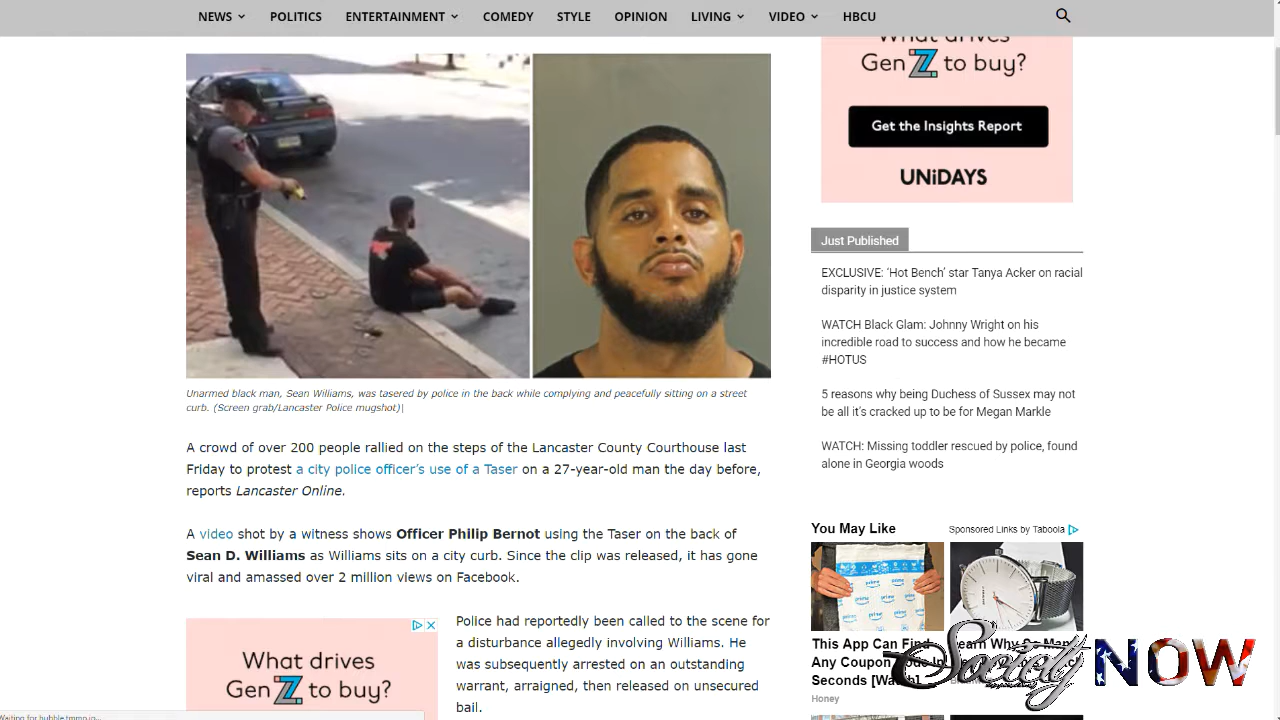 NEWS POLITICS ENTERTAINMENT COMEDY STYLE OPINION LIVING VIDEO HBCU
Unarmed black man, Sean Williams, was tasered by police in the back while complying and peacefully sitting on a street
curb. (Screen grab/Lancaster Police mugshot)|
A crowd of over 200 people rallied on the steps of the Lancaster County Courthouse last
Friday to protest a city police officer's use of a Taser on a 27-year-old man the day before,
reports Lancaster Online.
A video shot by a witness shows Officer Philip Bernot using the Taser on the back of
Sean D. Williams as Williams sits on a city curb. Since the clip was released, it has gone
viral and amassed over 2 million views on Facebook.
What drives
Gen Z to buy?
Police had reportedly been called to the scene for
a disturbance allegedly involving Williams. He
was subsequently arrested on an outstanding
warrant, arraigned, then released on unsecured
bail.
What drives
Gen Z to buy?
Get the Insights Report
UNiDAYS
Just Published
EXCLUSIVE: 'Hot Bench' star Tanya Acker on racial
disparity in justice system
WATCH Black Glam: Johnny Wright on his
incredible road to success and how he became
#HOTUS
5 reasons why being Duchess of Sussex may not
be all it's cracked up to be for Megan Markle
WATCH: Missing toddler rescued by police, found
alone in Georgia woods
You May Like Sponsored Links by Taboola
prime
This App Can Find
Any Coupon
Seconds
Honey
Society NOW